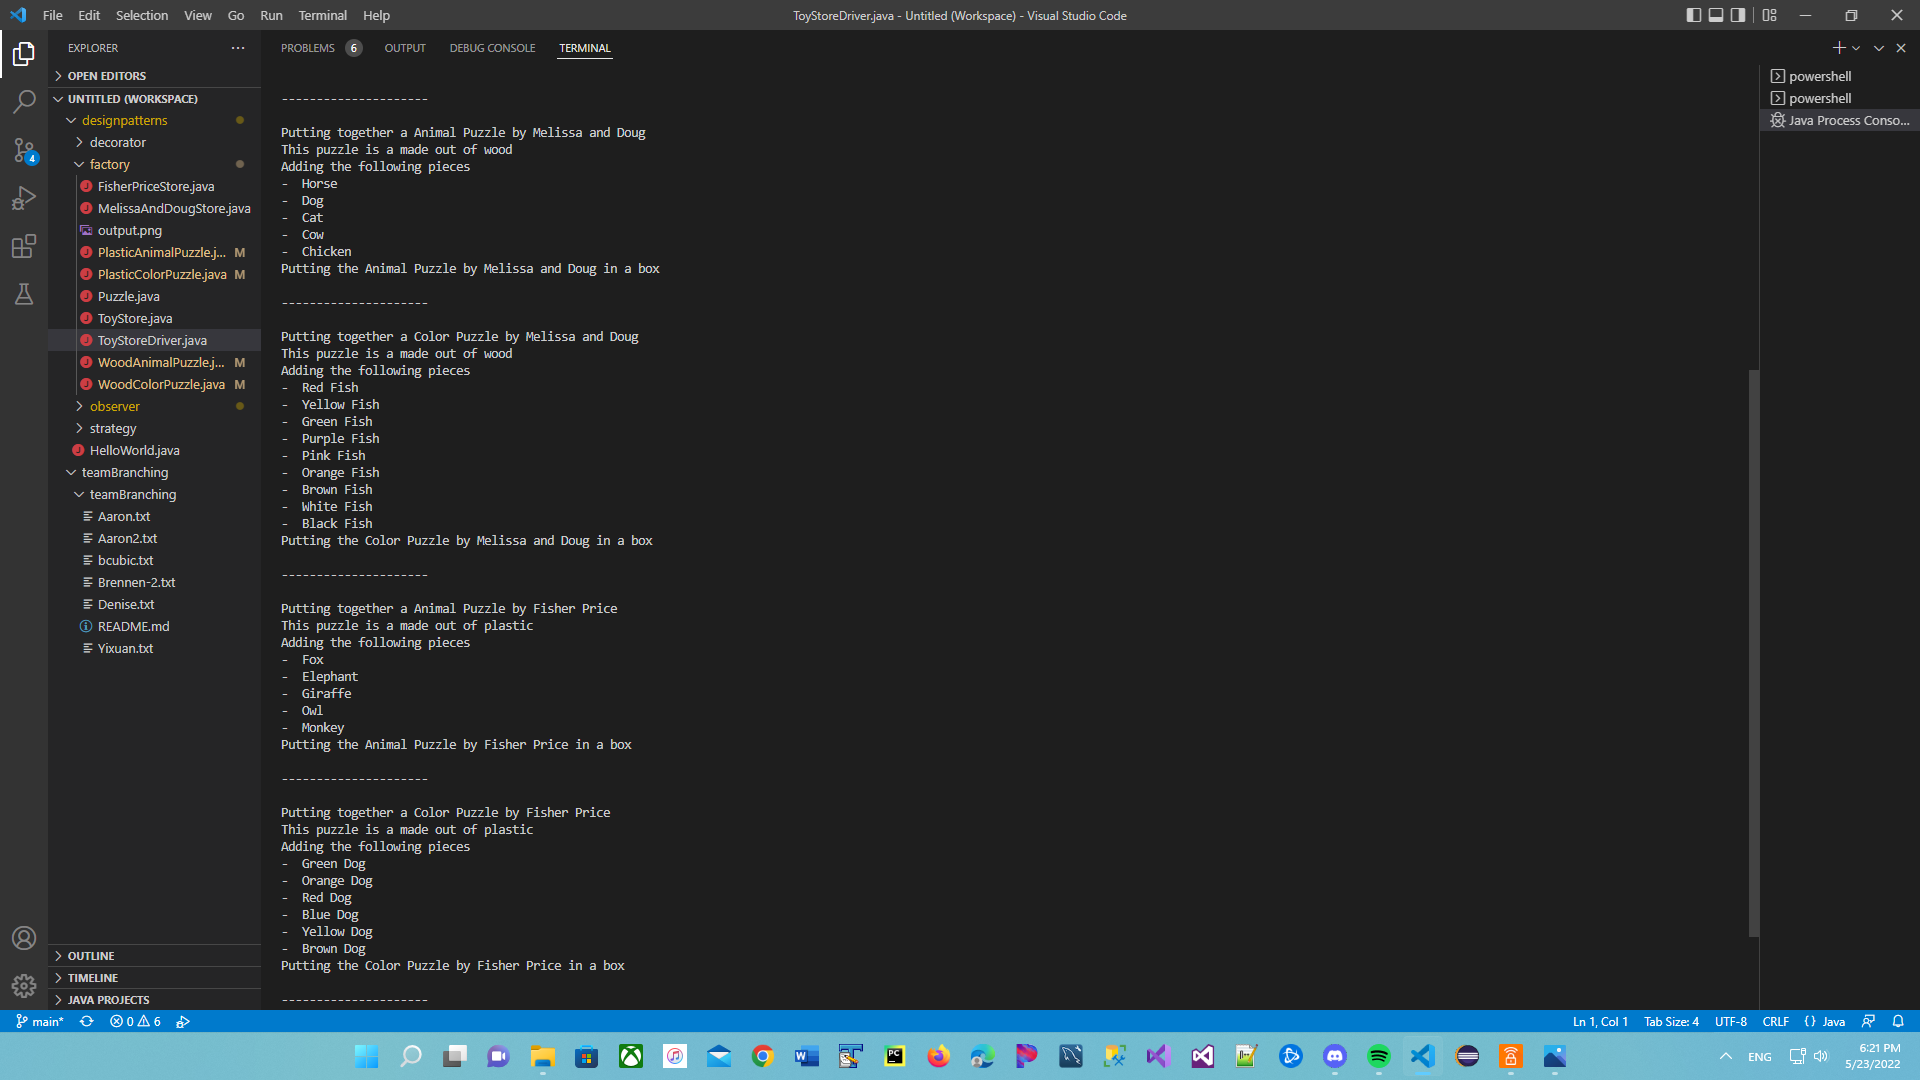 File Edit Selection View Go Run Terminal Help
ToyStoreDriver.java - Untitled (Workspace) - Visual Studio Code
EXPLORER
OPEN EDITORS
UNTITLED (WORKSPACE)
designpatterns
decorator
factory
FisherPriceStore.java
MelissaAndDougStore.java
output.png
PlasticAnimalPuzzle.j... M
PlasticColorPuzzle.java M
Puzzle.java
ToyStore.java
ToyStoreDriver.java
WoodAnimalPuzzle.j... M
WoodColorPuzzle.java M
observer
strategy
HelloWorld.java
teamBranching
teamBranching
Aaron.txt
Aaron2.txt
bcubic.txt
Brennen-2.txt
Denise.txt
README.md
Yixuan.txt
OUTLINE
TIMELINE
JAVA PROJECTS
4
PROBLEMS 6 OUTPUT DEBUG CONSOLE TERMINAL
---------------------
Putting together a Animal Puzzle by Melissa and Doug
This puzzle is a made out of wood
Adding the following pieces
- Horse
- Dog
- Cat
- Cow
- Chicken
Putting the Animal Puzzle by Melissa and Doug in a box
---------------------
Putting together a Color Puzzle by Melissa and Doug
This puzzle is a made out of wood
Adding the following pieces
- Red Fish
- Yellow Fish
- Green Fish
- Purple Fish
- Pink Fish
- Orange Fish
- Brown Fish
- White Fish
- Black Fish
Putting the Color Puzzle by Melissa and Doug in a box
---------------------
Putting together a Animal Puzzle by Fisher Price
This puzzle is a made out of plastic
Adding the following pieces
- Fox
- Elephant
- Giraffe
- Owl
- Monkey
Putting the Animal Puzzle by Fisher Price in a box
---------------------
Putting together a Color Puzzle by Fisher Price
This puzzle is a made out of plastic
Adding the following pieces
- Green Dog
- Orange Dog
- Red Dog
- Blue Dog
- Yellow Dog
- Brown Dog
Putting the Color Puzzle by Fisher Price in a box
---------------------
powershell
powershell
Java Process Conso...
main* 0 6
Ln 1, Col 1 Tab Size: 4 UTF-8 CRLF {} Java
ENG
6:21 PM
5/23/2022